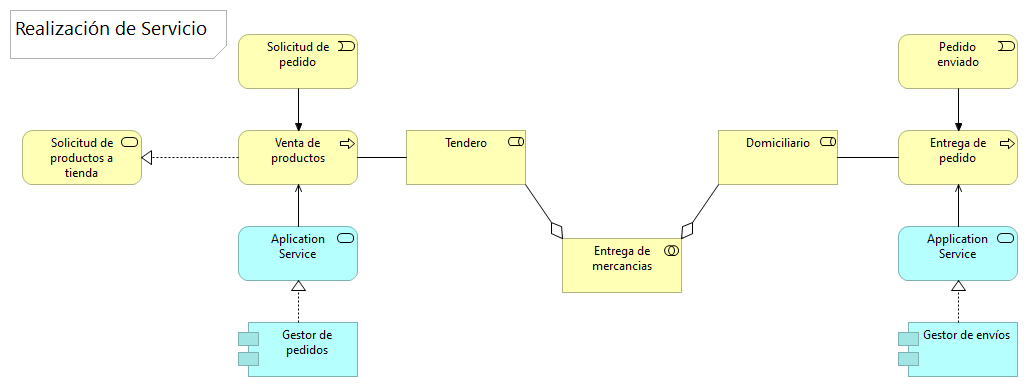 Realización de Servicio
Solicitud de
pedido
Pedido
enviado
Solicitud de
productos a
tienda
Venta de
productos
Tendero
Domiciliario
Entrega de
pedido
Aplication
Service
Entrega de
mercancias
Application
Service
Gestor de
pedidos
Gestor de envíos